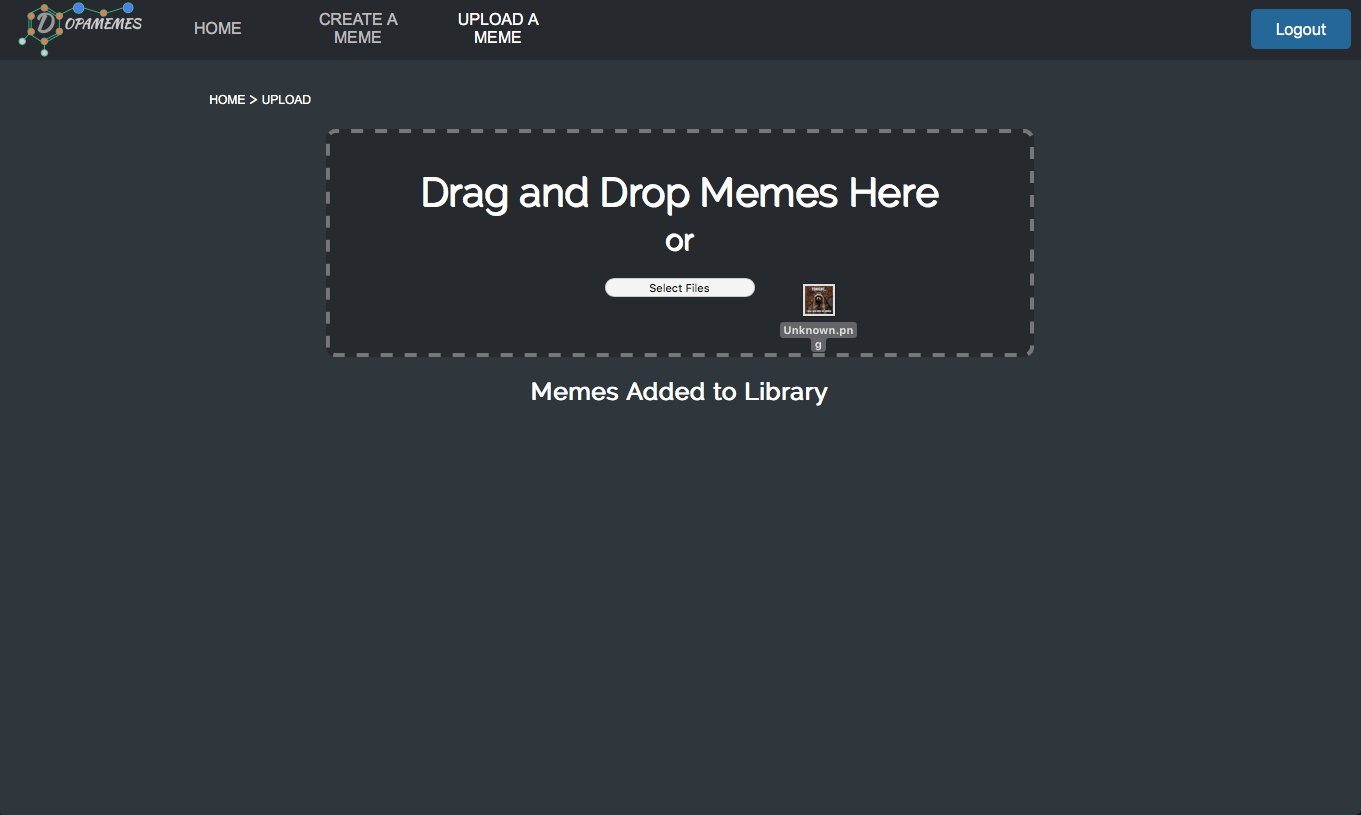 DOPAMEMES
HOME
CREATE A
MEME
UPLOAD A
MEME
Logout
HOME > UPLOAD
Drag and Drop Memes Here
or
Select Files
Unknown.pn
g
Memes Added to Library